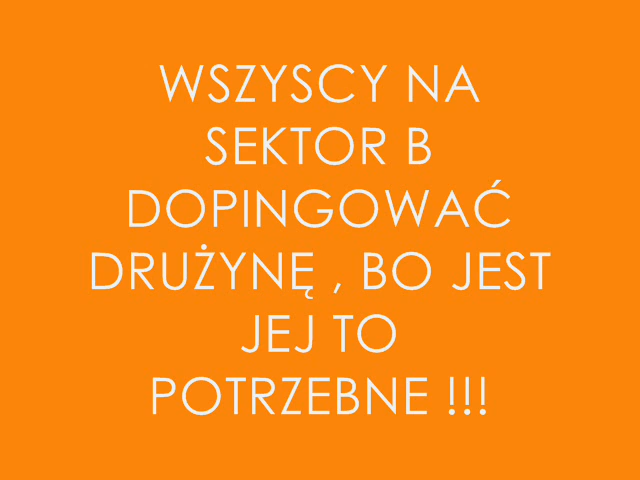 WSZYSCY NA
SEKTOR B
DOPINGOWAĆ
DRUŻYNĘ , BO JEST
JEJ TO
POTRZEBNE !!!